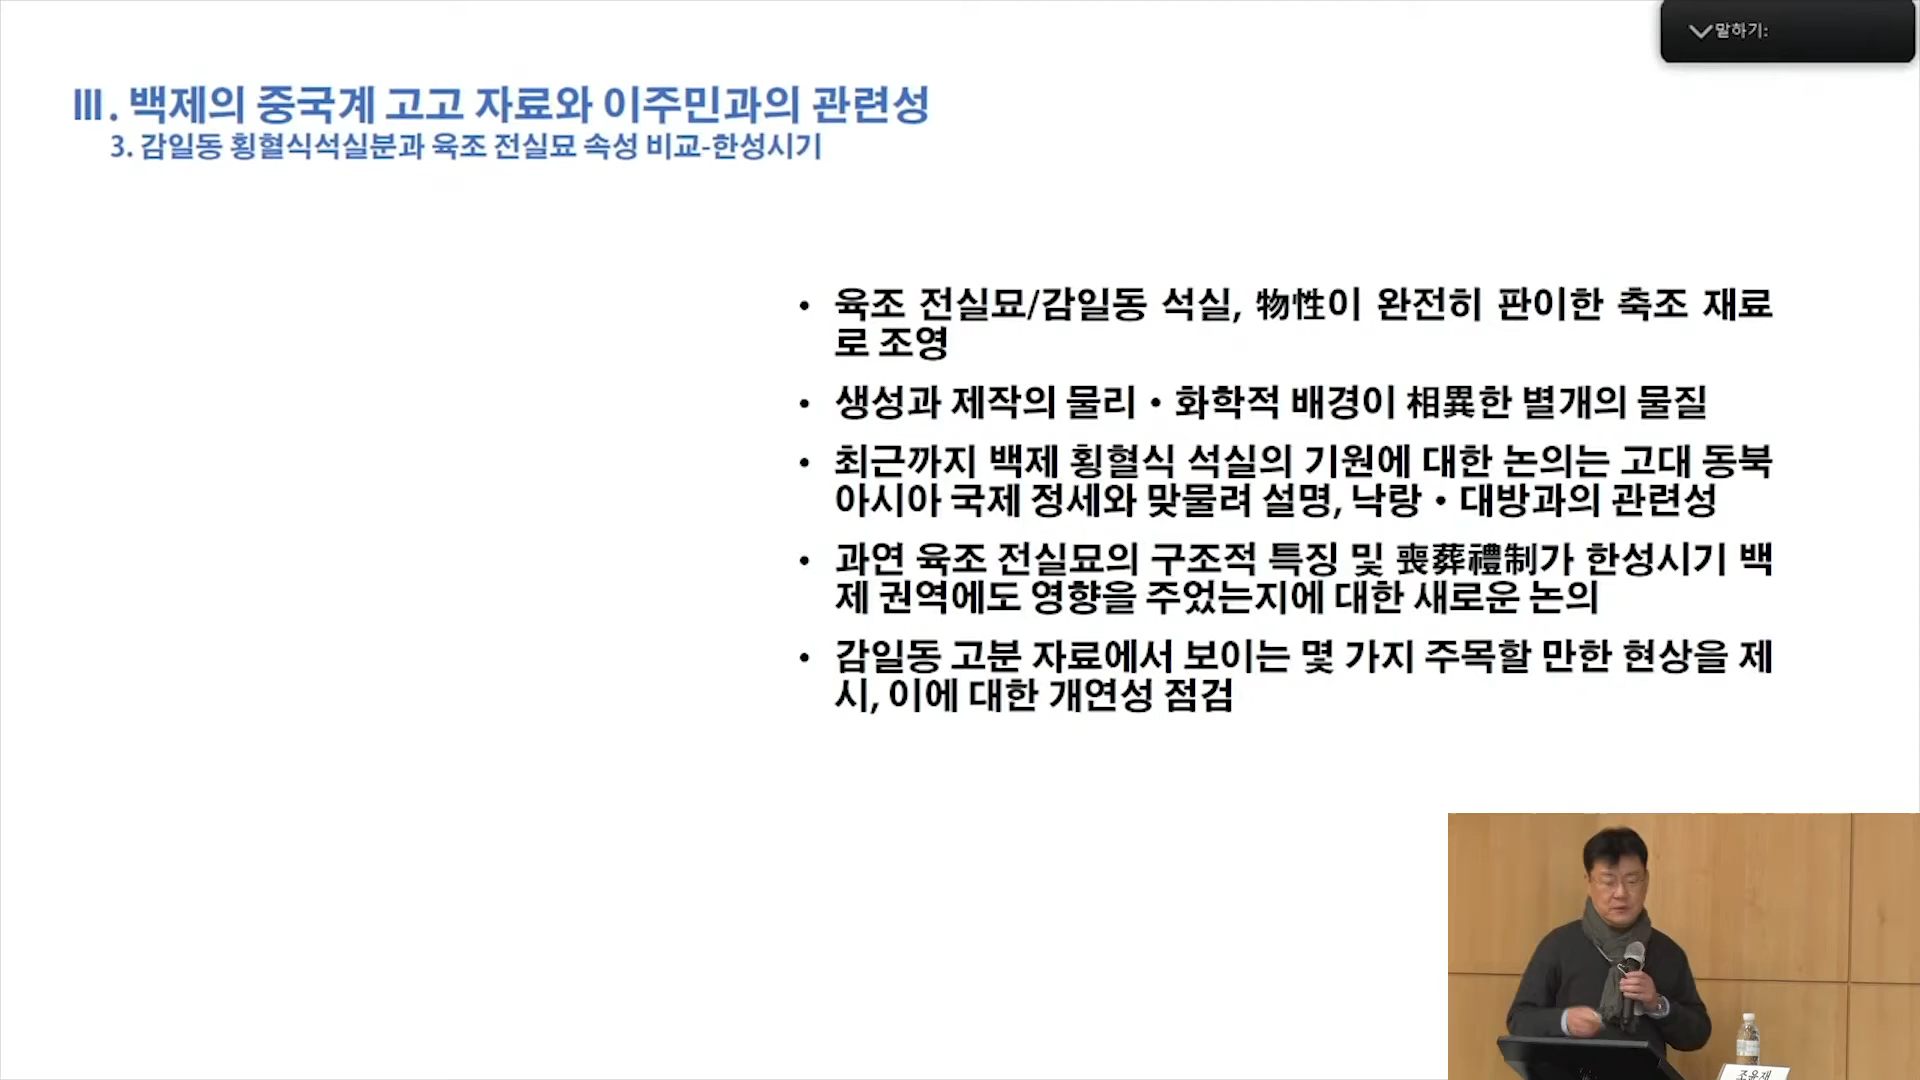 말하기:
Ⅲ. 백제의 중국계 고고 자료와 이주민과의 관련성
3. 감일동 횡혈식석실분과 육조 전실묘 속성 비교-한성시기
• 육조 전실묘/감일동 석실, 物性이 완전히 판이한 축조 재료
로 조영
• 생성과 제작의 물리・화학적 배경이 相異한 별개의 물질
• 최근까지 백제 횡혈식 석실의 기원에 대한 논의는 고대 동북
아시아 국제 정세와 맞물려 설명, 낙랑・대방과의 관련성
• 과연 육조 전실묘의 구조적 특징 및 喪葬禮制가 한성시기 백
제 권역에도 영향을 주었는지에 대한 새로운 논의
• 감일동 고분 자료에서 보이는 몇 가지 주목할 만한 현상을 제
시, 이에 대한 개연성 점검
조윤재